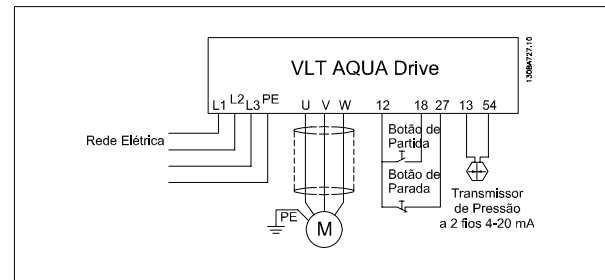 VLT AQUA Drive
130BA727.10
L1 L2 L3 PE U V W 12 18 27 13 54
Rede Elétrica
Botão de
Partida
Botão de
Parada
Transmissor
de Pressão
a 2 fios 4-20 mA
PE
M